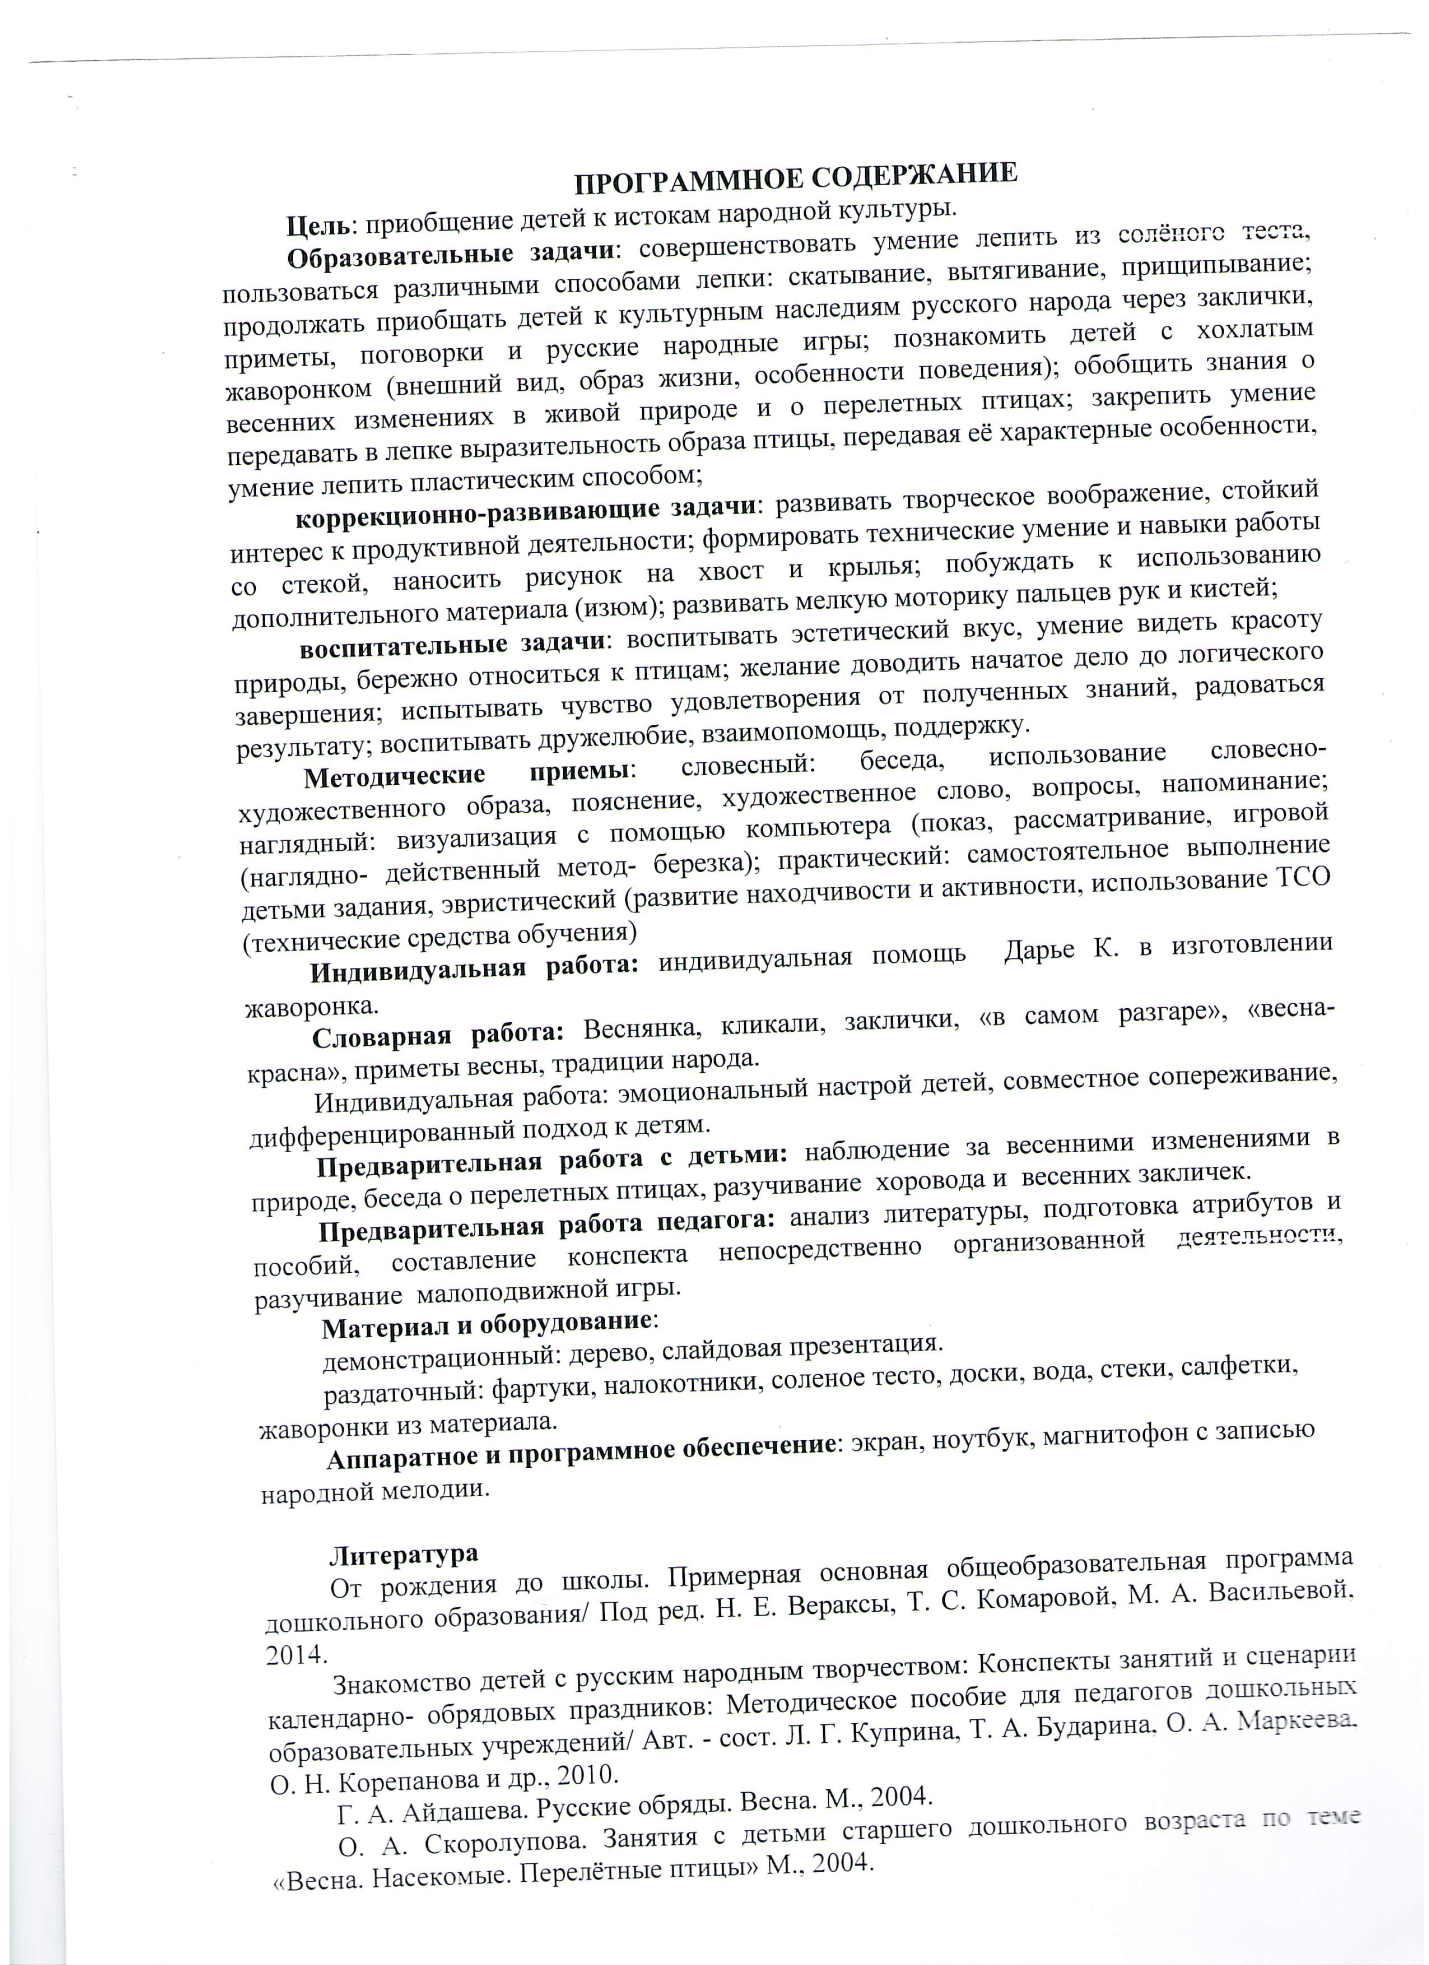 ПРОГРАММНОЕ СОДЕРЖАНИЕ
Цель: приобщение детей к истокам народной культуры.
Образовательные задачи: совершенствовать умение лепить из солёного теста,
пользоваться различными способами лепки: скатывание, вытягивание, прищипывание;
продолжать приобщать детей к культурным наследиям русского народа через заклички,
приметы, поговорки и русские народные игры; познакомить детей с хохлатым
жаворонком (внешний вид, образ жизни, особенности поведения); обобщить знания о
весенних изменениях в живой природе и о перелетных птицах; закрепить умение
передавать в лепке выразительность образа птицы, передавая её характерные особенности,
умение лепить пластическим способом;
коррекционно-развивающие задачи: развивать творческое воображение, стойкий
интерес к продуктивной деятельности; формировать технические умение и навыки работы
со стекой, наносить рисунок на хвост и крылья; побуждать к использованию
дополнительного материала (изюм); развивать мелкую моторику пальцев рук и кистей;
воспитательные задачи: воспитывать эстетический вкус, умение видеть красоту
природы, бережно относиться к птицам; желание доводить начатое дело до логического
завершения; испытывать чувство удовлетворения от полученных знаний, радоваться
результату; воспитывать дружелюбие, взаимопомощь, поддержку.
Методические приемы: словесный: беседа, использование словесно-
художественного образа, пояснение, художественное слово, вопросы, напоминание;
наглядный: визуализация с помощью компьютера (показ, рассматривание, игровой
(наглядно- действенный метод- березка); практический: самостоятельное выполнение
детьми задания, эвристический (развитие находчивости и активности, использование ТСО
(технические средства обучения)
Индивидуальная работа: индивидуальная помощь Дарье К. в изготовлении
жаворонка.
Словарная работа: Веснянка, кликали, заклички, «в самом разгаре», «весна-
красна», приметы весны, традиции народа.
Индивидуальная работа: эмоциональный настрой детей, совместное сопереживание,
дифференцированный подход к детям.
Предварительная работа с детьми: наблюдение за весенними изменениями в
природе, беседа о перелетных птицах, разучивание хоровода и весенних закличек.
Предварительная работа педагога: анализ литературы, подготовка атрибутов и
пособий, составление конспекта непосредственно организованной деятельности,
разучивание малоподвижной игры.
Материал и оборудование:
демонстрационный: дерево, слайдовая презентация.
раздаточный: фартуки, налокотники, соленое тесто, доски, вода, стеки, салфетки,
жаворонки из материала.
Аппаратное и программное обеспечение: экран, ноутбук, магнитофон с записью
народной мелодии.
Литература
От рождения до школы. Примерная основная общеобразовательная программа
дошкольного образования/ Под ред. Н. Е. Вераксы, Т. С. Комаровой, М. А. Васильевой.
2014.
Знакомство детей с русским народным творчеством: Конспекты занятий и сценарии
календарно- обрядовых праздников: Методическое пособие для педагогов дошкольных
образовательных учреждений/ Авт. - сост. Л. Г. Куприна, Т. А. Бударина, О. А. Маркеева,
О. Н. Корепанова и др., 2010.
Г. А. Айдашева. Русские обряды. Весна. М., 2004.
О. А. Скоролупова. Занятия с детьми старшего дошкольного возраста по теме
«Весна. Насекомые. Перелётные птицы» М., 2004.